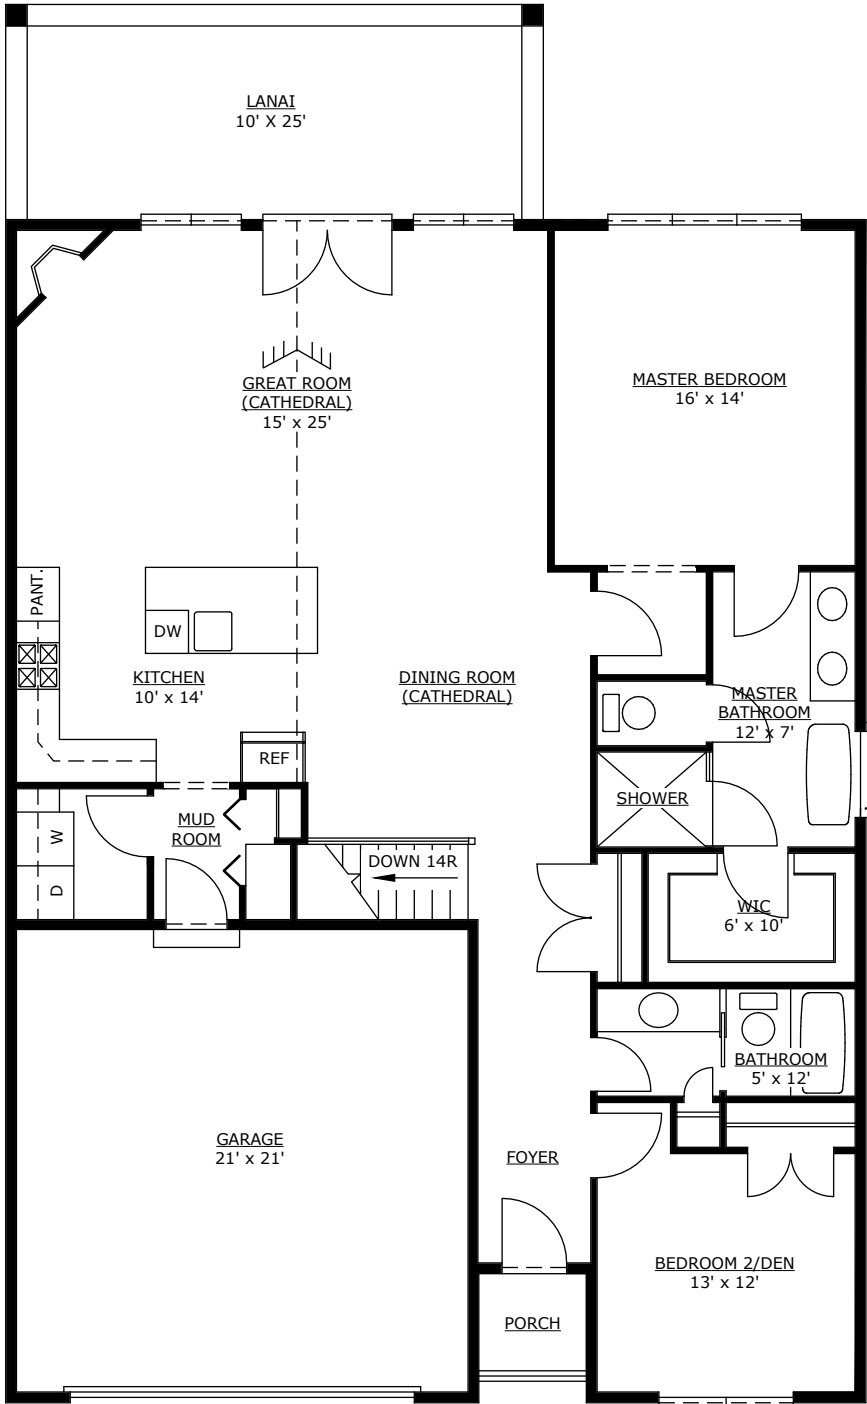 LANAI
10' X 25'
GREAT ROOM
(CATHEDRAL)
15' x 25'
MASTER BEDROOM
16' x 14'
PANT.
DW
KITCHEN
10' x 14'
DINING ROOM
(CATHEDRAL)
MASTER
BATHROOM
12' x 7'
REF
SHOWER
W
D
MUD
ROOM
DOWN 14R
WIC
6' x 10'
BATHROOM
5' x 12'
GARAGE
21' x 21'
FOYER
BEDROOM 2/DEN
13' x 12'
PORCH